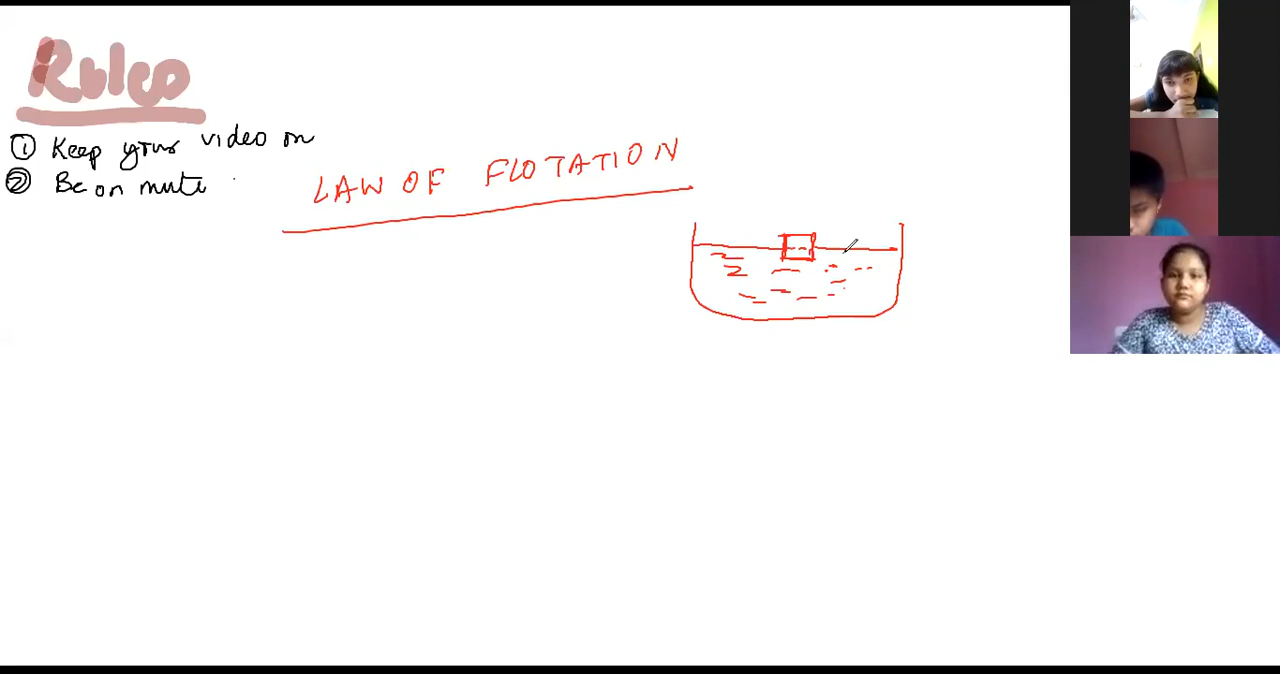 Rules
① Keep your video on
② Be on mute
LAW OF FLOTATION